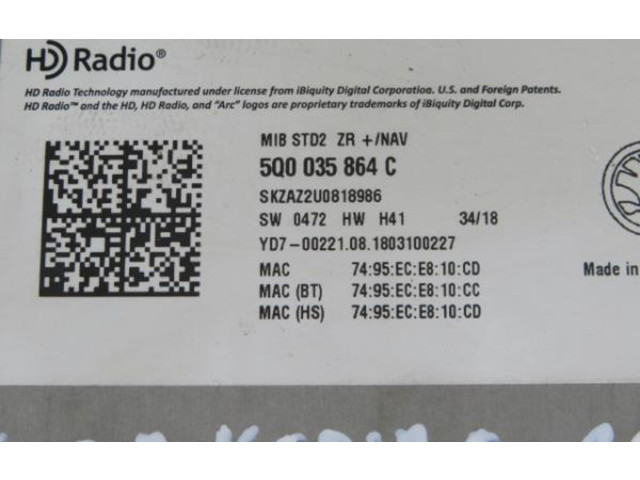 HD Radio®
HD Radio Technology manufactured under license from iBiquity Digital Corporation. U.S. and Foreign Patents.
HD Radio™ and the HD, HD Radio, and “Arc” logos are proprietary trademarks of iBiquity Digital Corp.
MIB STD2 ZR +/NAV
5Q0 035 864 C
SKZAZ2U0818986
SW 0472 HW H41 34/18
YD7-00221.08.1803100227
MAC 74:95:EC:E8:10:CD
MAC (BT) 74:95:EC:E8:10:CC
MAC (HS) 74:95:EC:E8:10:CD
Made in